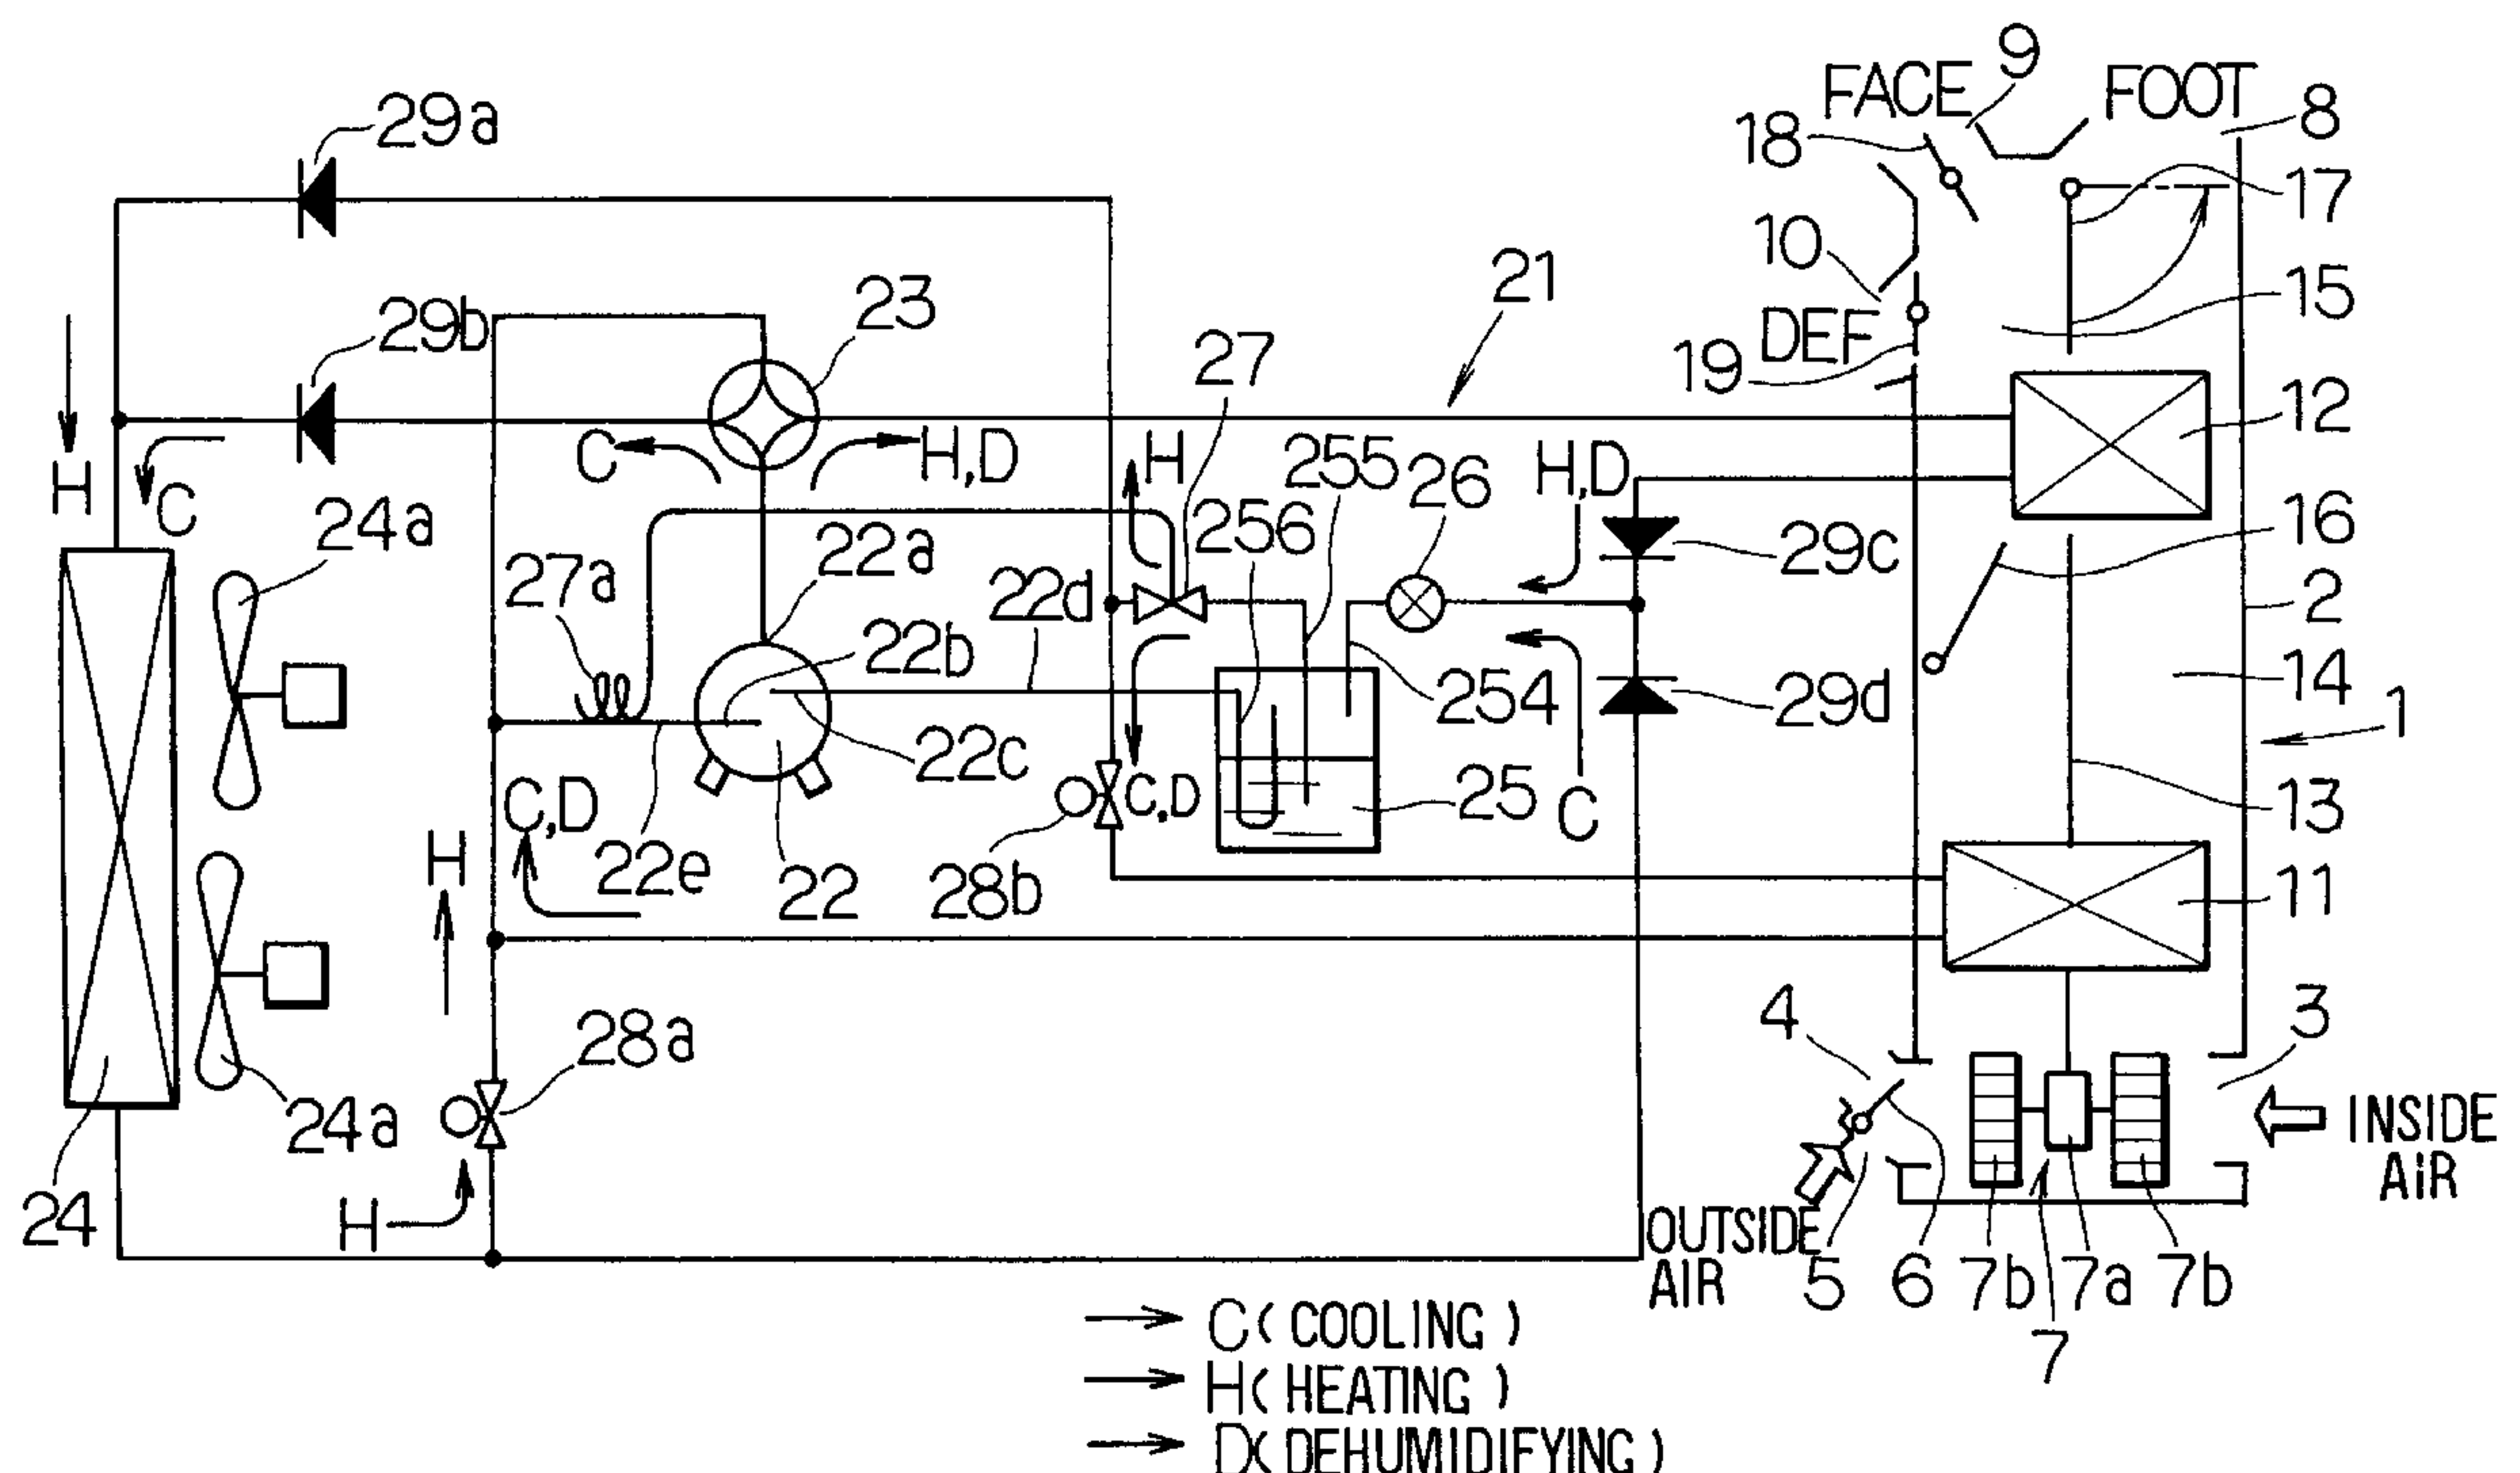 9
FACE
FOOT
8
29a
18
17
10
21
23
15
29b
27
19
DEF
12
C
H,D
H
255
26
H,D
H
C
24a
256
16
22a
29c
27a
22d
2
22b
254
29d
14
1
22c
C,D
C,D
25
C
13
H
22e
22
28b
11
4
3
28a
24a
INSIDE
AiR
24
H
OUTSIDE
AIR
5
6
7b
7a
7b
7
C( COOLING )
H( HEATING )
D( DEHUMIDIFYING )